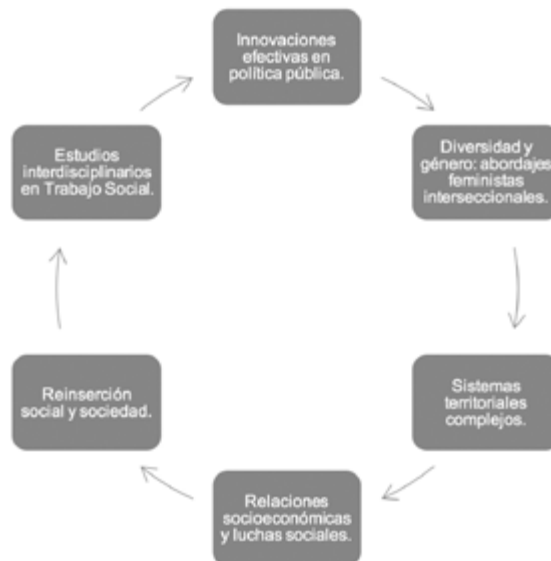 Innovaciones
efectivas en
política pública.
Diversidad y
género: abordajes
feministas
interseccionales.
Sistemas
territoriales
complejos.
Relaciones
socioeconómicas
y luchas sociales.
Reinserción
social y sociedad.
Estudios
interdisciplinarios
en Trabajo Social.